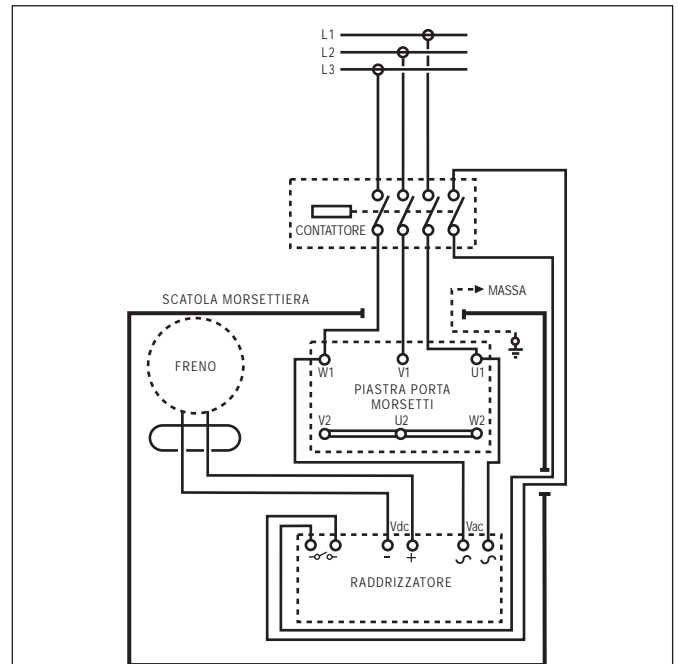 L1
L2
L3
CONTATTORE
SCATOLA MORSETTIERA
MASSA
FRENO
W1 V1 U1
PIASTRA PORTA
MORSETTI
V2 U2 W2
Vdc Vac
- +
RADDRIZZATORE